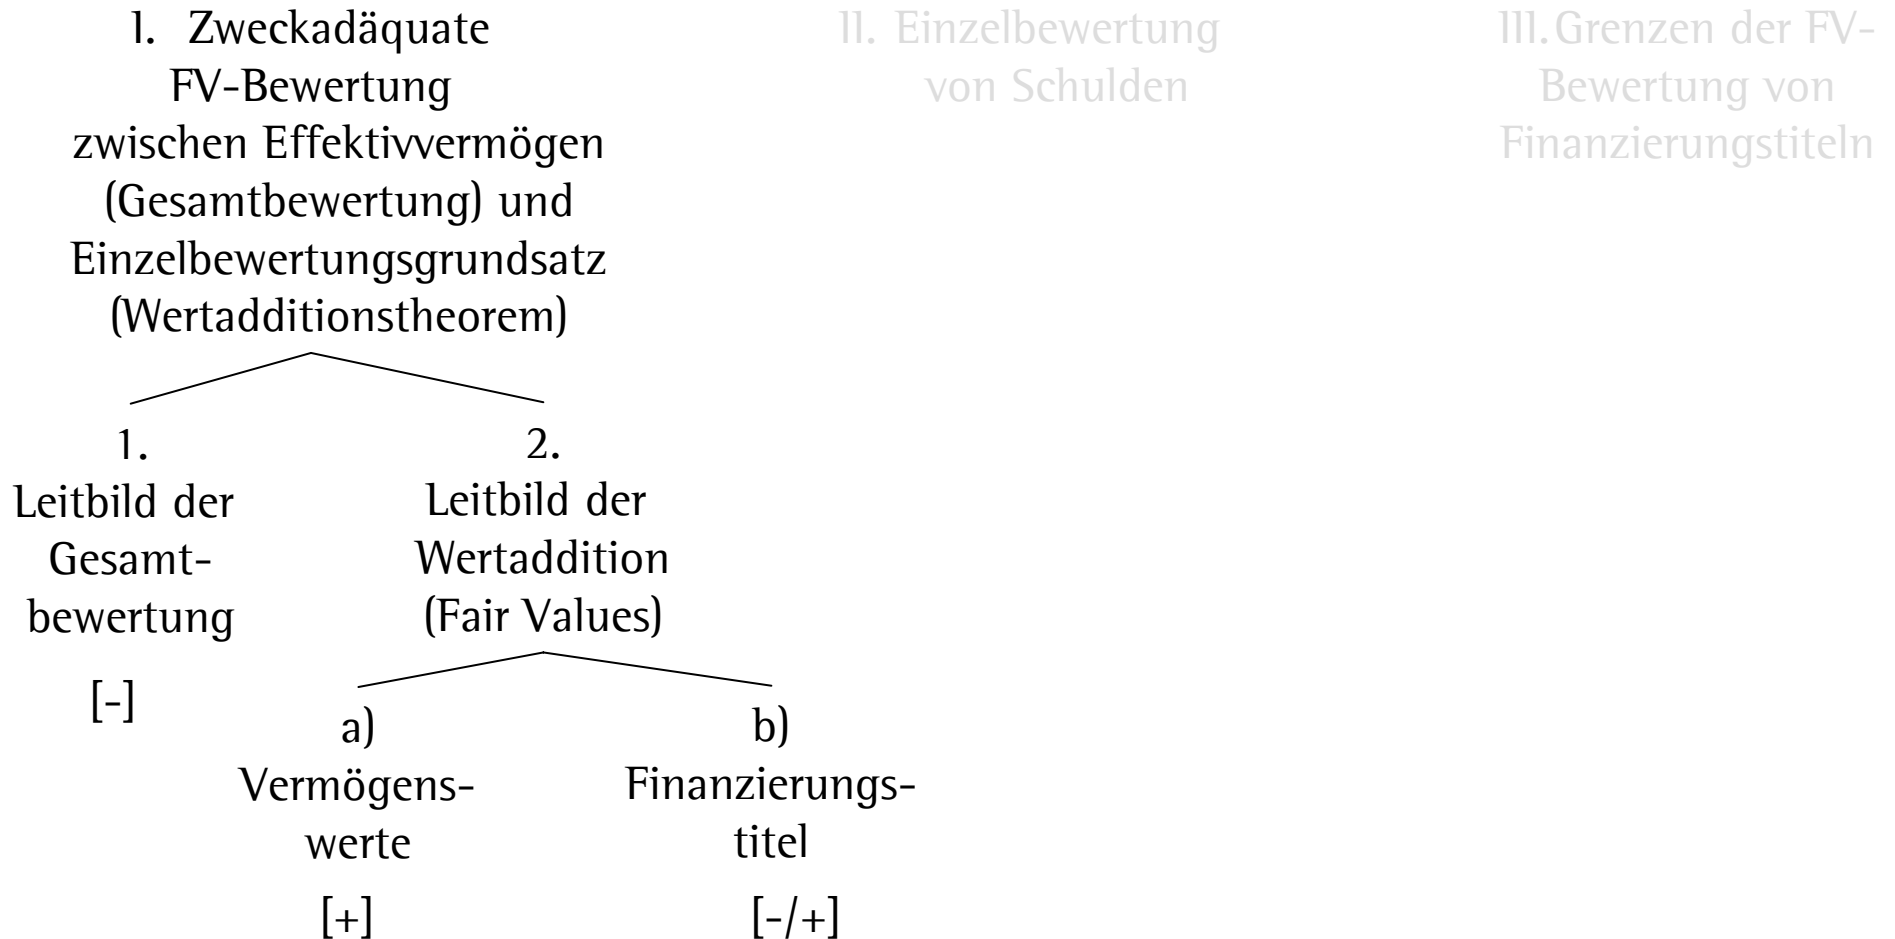 I. Zweckadäquate
FV-Bewertung
zwischen Effektivvermögen
(Gesamtbewertung) und
Einzelbewertungsgrundsatz
(Wertadditionstheorem)
II. Einzelbewertung
von Schulden
III. Grenzen der FV-
Bewertung von
Finanzierungstiteln
1.
Leitbild der
Gesamt-
bewertung
[-]
2.
Leitbild der
Wertaddition
(Fair Values)
a)
Vermögens-
werte
[+]
b)
Finanzierungs-
titel
[-/+]